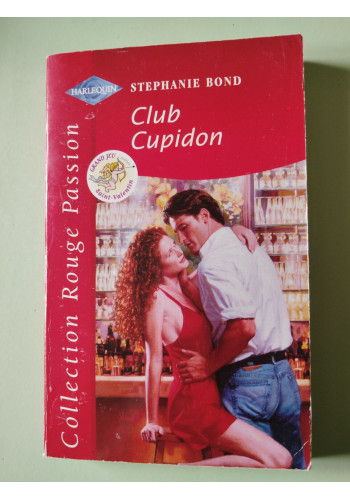 HARLEQUIN
STEPHANIE BOND
Club
Cupidon
GRAND JEU
Saint-Valentin
Collection Rouge Passion